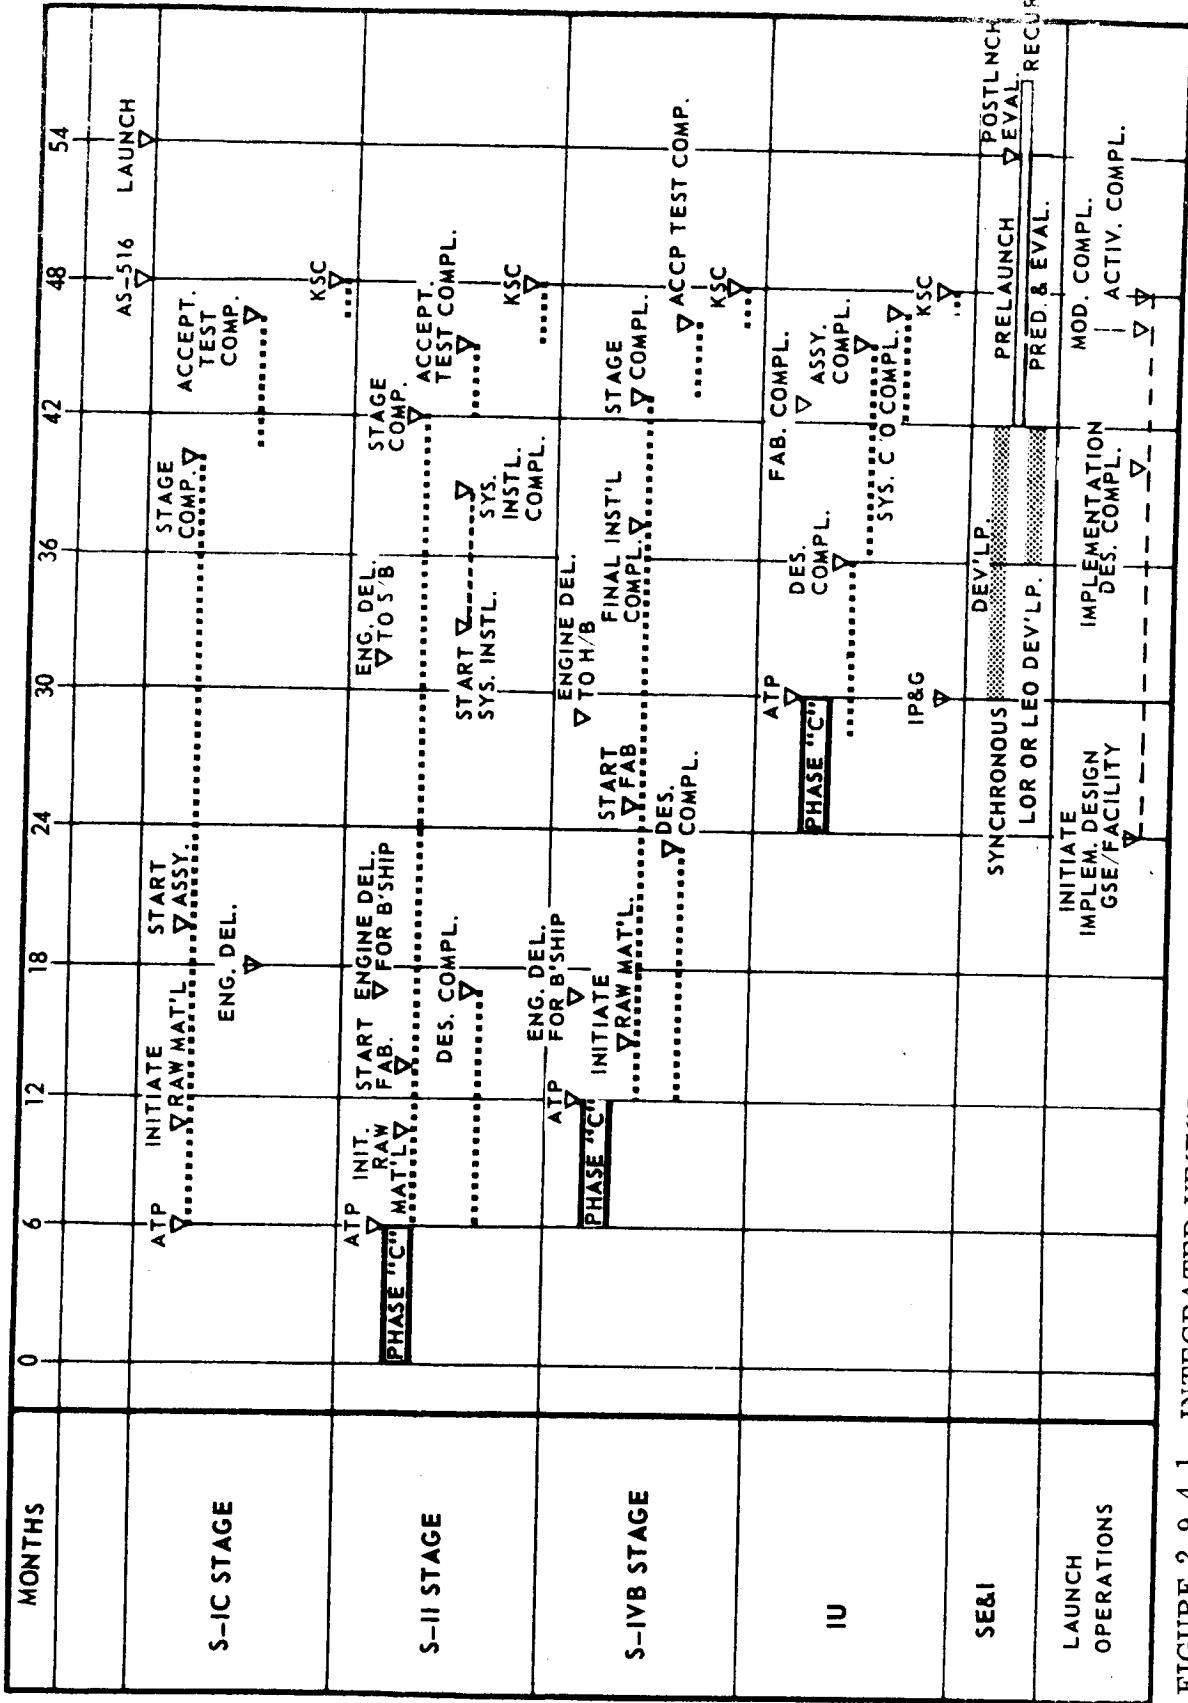 MONTHS
0 6 12 18 24 30 36 42 48 54
AS-516 LAUNCH
S-IC STAGE
ATP
INITIATE
RAW MAT'L
START
ASSY.
ENG. DEL.
STAGE
COMP.
ACCEPT.
TEST
COMP.
KSC
S-II STAGE
PHASE "C"
ATP
INIT.
RAW
MAT'L
START
FAB.
ENGINE DEL.
FOR B'SHIP
DES. COMPL.
ENG. DEL.
TO S/B
START
SYS. INSTL.
SYS.
INSTL.
COMPL.
STAGE
COMP.
ACCEPT.
TEST COMPL.
KSC
S-IVB STAGE
PHASE "C"
ATP
ENG. DEL.
FOR B'SHIP
INITIATE
RAW MAT'L.
START
FAB
DES.
COMPL.
ENGINE DEL.
TO H/B
FINAL INST'L
COMPL.
STAGE
COMPL.
ACCP TEST COMP.
KSC
IU
PHASE "C"
ATP
DES.
COMPL.
FAB. COMPL.
ASSY.
COMPL.
SYS. C O COMPL.
KSC
IP&G
SE&I
SYNCHRONOUS
DEV'LP.
LOR OR LEO DEV'LP.
PRELAUNCH
PRED. & EVAL.
POSTLNCH
EVAL.
LAUNCH
OPERATIONS
INITIATE
IMPLEM. DESIGN
GSE/FACILITY
IMPLEMENTATION
DES. COMPL.
MOD. COMPL.
ACTIV. COMPL.
FIGURE 2.9.4.1 INTEGRATED